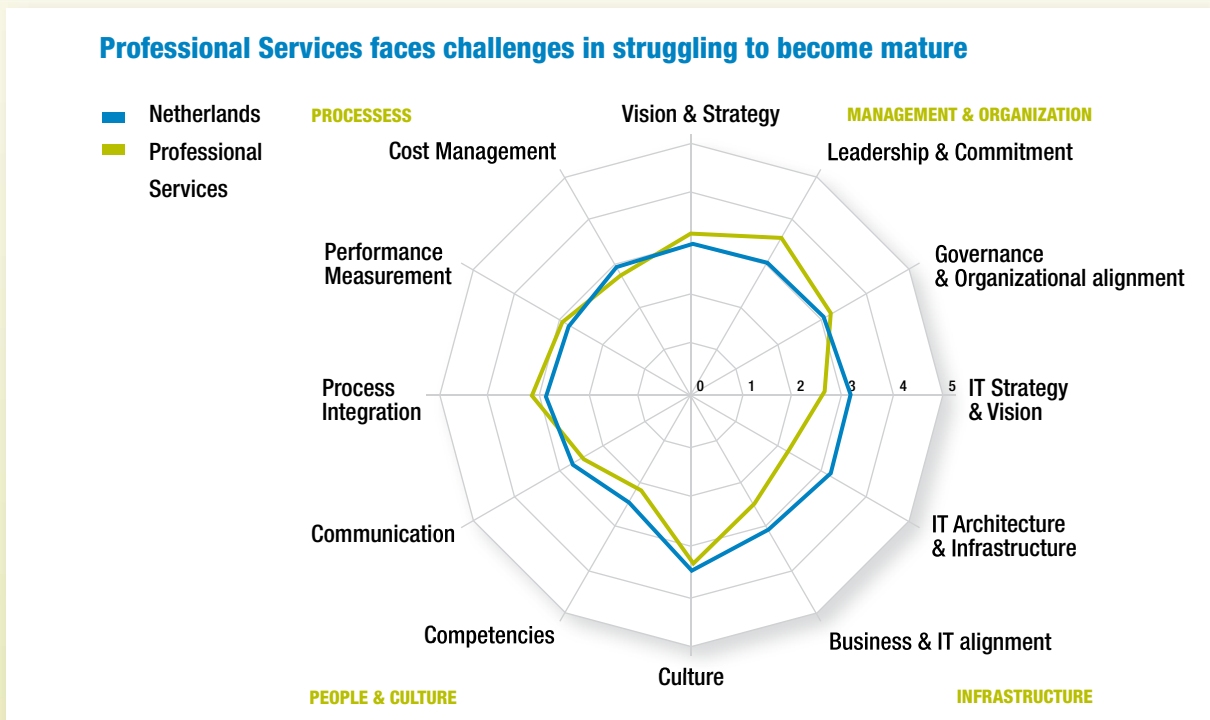 Professional Services faces challenges in struggling to become mature
Netherlands
Professional
Services
PROCESSESS
Vision & Strategy
MANAGEMENT & ORGANIZATION
Cost Management
Leadership & Commitment
Performance
Measurement
Governance
& Organizational alignment
Process
Integration
0 1 2 3 4 5
IT Strategy
& Vision
Communication
IT Architecture
& Infrastructure
Competencies
Business & IT alignment
Culture
PEOPLE & CULTURE
INFRASTRUCTURE